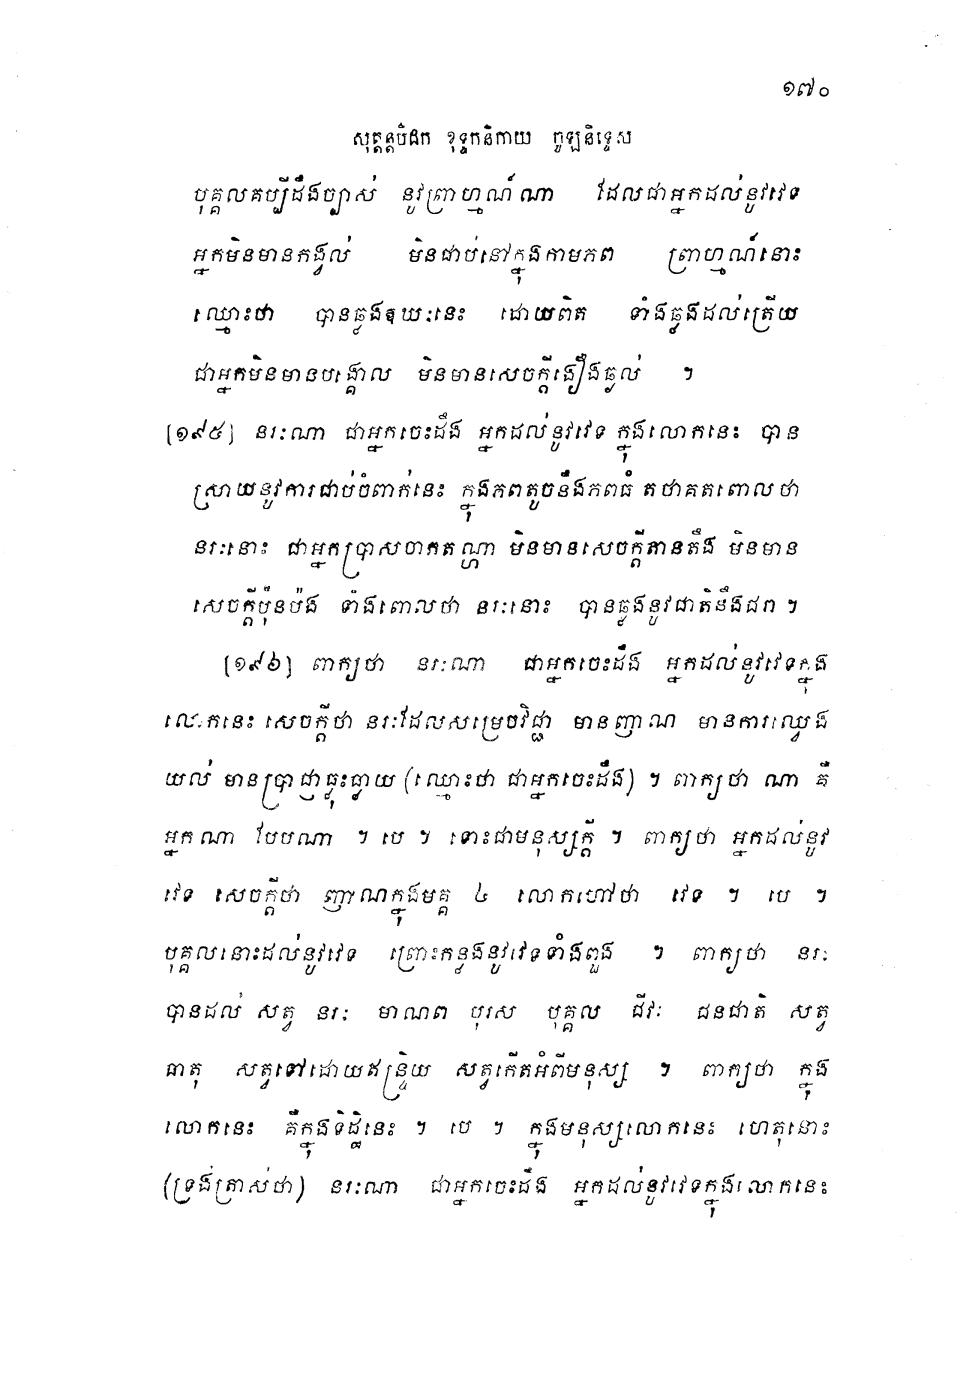 ១៧០
សុត្តន្តបិដក ខុទ្ទកនិកាយ ចូឡនិទ្ទេស
បុគ្គលគប្បីដឹងច្បាស់ នូវព្រាហ្មណ៍ណា ដែលជាអ្នកដល់នូវវេទ
អ្នកមិនមានកង្វល់ មិនជាប់នៅក្នុងកាមភព ព្រាហ្មណ៍នោះ
ឈ្មោះថា បានឆ្លងឱឃៈនេះ ដោយពិត ទាំងឆ្លងដល់ត្រើយ
ជាអ្នកមិនមានបង្គោល មិនមានសេចក្តីងឿងឆ្ងល់ ។
[១៩៥] នរៈណា ជាអ្នកចេះដឹង អ្នកដល់នូវវេទ ក្នុងលោកនេះ បាន
ស្រាយនូវការជាប់ចំពាក់នេះ ក្នុងភពតូចនឹងភពធំ តថាគតពោលថា
នរៈនោះ ជាអ្នកប្រាសចាកតណ្ហា មិនមានសេចក្តីតានតឹង មិនមាន
សេចក្តីប៉ុនប៉ង ទាំងពោលថា នរៈនោះ បានឆ្លងនូវជាតិនឹងជរា ។
[១៩៦] ពាក្យថា នរៈណា ជាអ្នកចេះដឹង អ្នកដល់នូវវេទក្នុង
លោកនេះ សេចក្តីថា នរៈដែលសម្រេចវិជ្ជា មានញាណ មានការឈ្វេង
យល់ មានប្រាជ្ញាធ្លុះធ្លាយ (ឈ្មោះថា ជាអ្នកចេះដឹង) ។ ពាក្យថា ណា គឺ
អ្នកណា បែបណា ។ បេ ។ ទោះជាមនុស្សក្តី ។ ពាក្យថា អ្នកដល់នូវ
វេទ សេចក្តីថា ញាណក្នុងមគ្គ ៤ លោកហៅថា វេទ ។ បេ ។
បុគ្គលនោះដល់នូវវេទ ព្រោះកន្លងនូវវេទទាំងពួង ។ ពាក្យថា នរៈ
បានដល់ សត្វ នរៈ មាណព បុរស បុគ្គល ជីវៈ ជនជាតិ សត្វ
ធាតុ សត្វទៅដោយឥន្ទ្រិយ សត្វកើតអំពីមនុស្ស ។ ពាក្យថា ក្នុង
លោកនេះ គឺក្នុងទិដ្ឋិនេះ ។ បេ ។ ក្នុងមនុស្សលោកនេះ ហេតុនោះ
(ទ្រង់ត្រាស់ថា) នរៈណា ជាអ្នកចេះដឹង អ្នកដល់នូវវេទក្នុងលោកនេះ